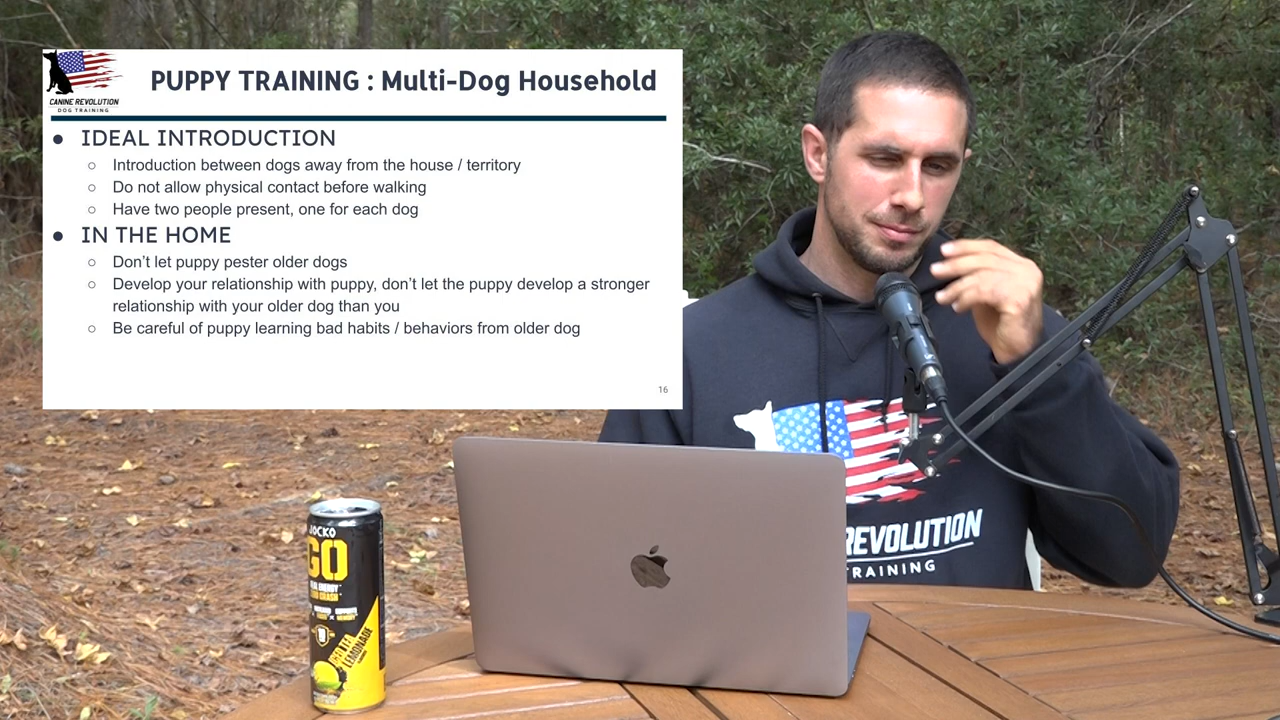 PUPPY TRAINING : Multi-Dog Household
CANINE REVOLUTION
DOG TRAINING
● IDEAL INTRODUCTION
○ Introduction between dogs away from the house / territory
○ Do not allow physical contact before walking
○ Have two people present, one for each dog
● IN THE HOME
○ Don’t let puppy pester older dogs
○ Develop your relationship with puppy, don’t let the puppy develop a stronger
relationship with your older dog than you
○ Be careful of puppy learning bad habits / behaviors from older dog
16
REVOLUTION
TRAINING
JOCKO
GO
LEMONADE